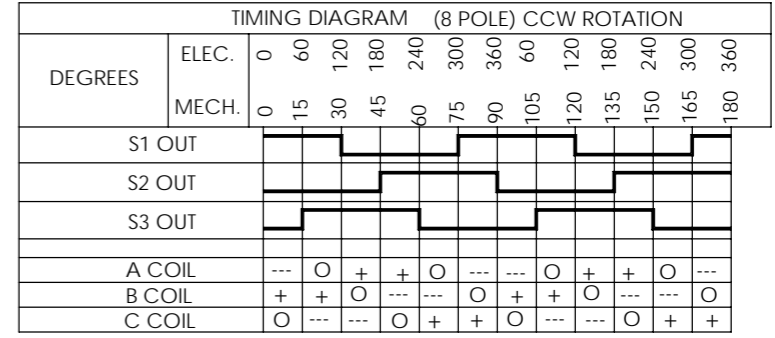 TIMING DIAGRAM (8 POLE) CCW ROTATION
DEGREES
ELEC. 0 60 120 180 240 300 360 60 120 180 240 300 360
MECH. 0 15 30 45 60 75 90 105 120 135 150 165 180
S1 OUT
S2 OUT
S3 OUT
A COIL --- O + + O --- --- O + + O ---
B COIL + + O --- --- O + + O --- --- O
C COIL O --- --- O + + O --- --- O + +